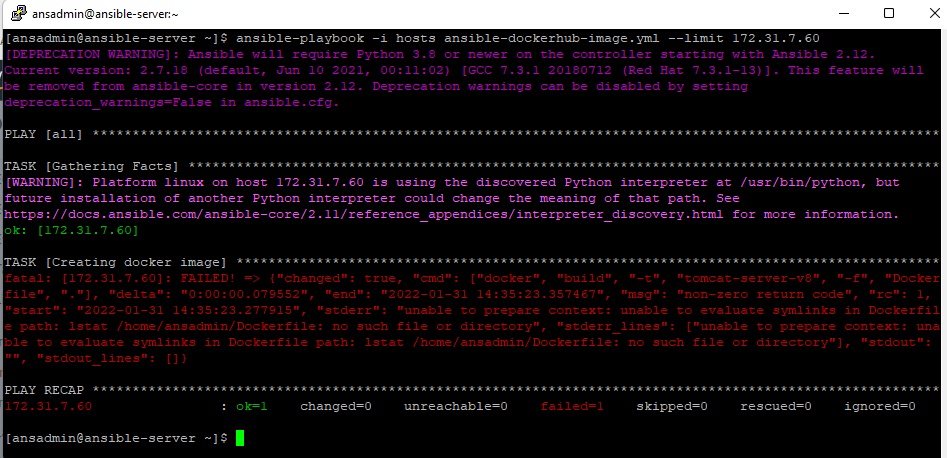 ansadmin@ansible-server:~
[ansadmin@ansible-server ~]$ ansible-playbook -i hosts ansible-dockerhub-image.yml --limit 172.31.7.60
[DEPRECATION WARNING]: Ansible will require Python 3.8 or newer on the controller starting with Ansible 2.12.
Current version: 2.7.18 (default, Jun 10 2021, 00:11:02) [GCC 7.3.1 20180712 (Red Hat 7.3.1-13)]. This feature will
be removed from ansible-core in version 2.12. Deprecation warnings can be disabled by setting
deprecation_warnings=False in ansible.cfg.
PLAY [all] **********************************************************************************************************
TASK [Gathering Facts] **********************************************************************************************
[WARNING]: Platform linux on host 172.31.7.60 is using the discovered Python interpreter at /usr/bin/python, but
future installation of another Python interpreter could change the meaning of that path. See
https://docs.ansible.com/ansible-core/2.11/reference_appendices/interpreter_discovery.html for more information.
ok: [172.31.7.60]
TASK [Creating docker image] ****************************************************************************************
fatal: [172.31.7.60]: FAILED! => {"changed": true, "cmd": ["docker", "build", "-t", "tomcat-server-v8", "-f", "Docker
file", "."], "delta": "0:00:00.079552", "end": "2022-01-31 14:35:23.357467", "msg": "non-zero return code", "rc": 1,
"start": "2022-01-31 14:35:23.277915", "stderr": "unable to prepare context: unable to evaluate symlinks in Dockerfil
e path: lstat /home/ansadmin/Dockerfile: no such file or directory", "stderr_lines": ["unable to prepare context: una
ble to evaluate symlinks in Dockerfile path: lstat /home/ansadmin/Dockerfile: no such file or directory"], "stdout":
"", "stdout_lines": []}
PLAY RECAP **********************************************************************************************************
172.31.7.60 : ok=1 changed=0 unreachable=0 failed=1 skipped=0 rescued=0 ignored=0
[ansadmin@ansible-server ~]$